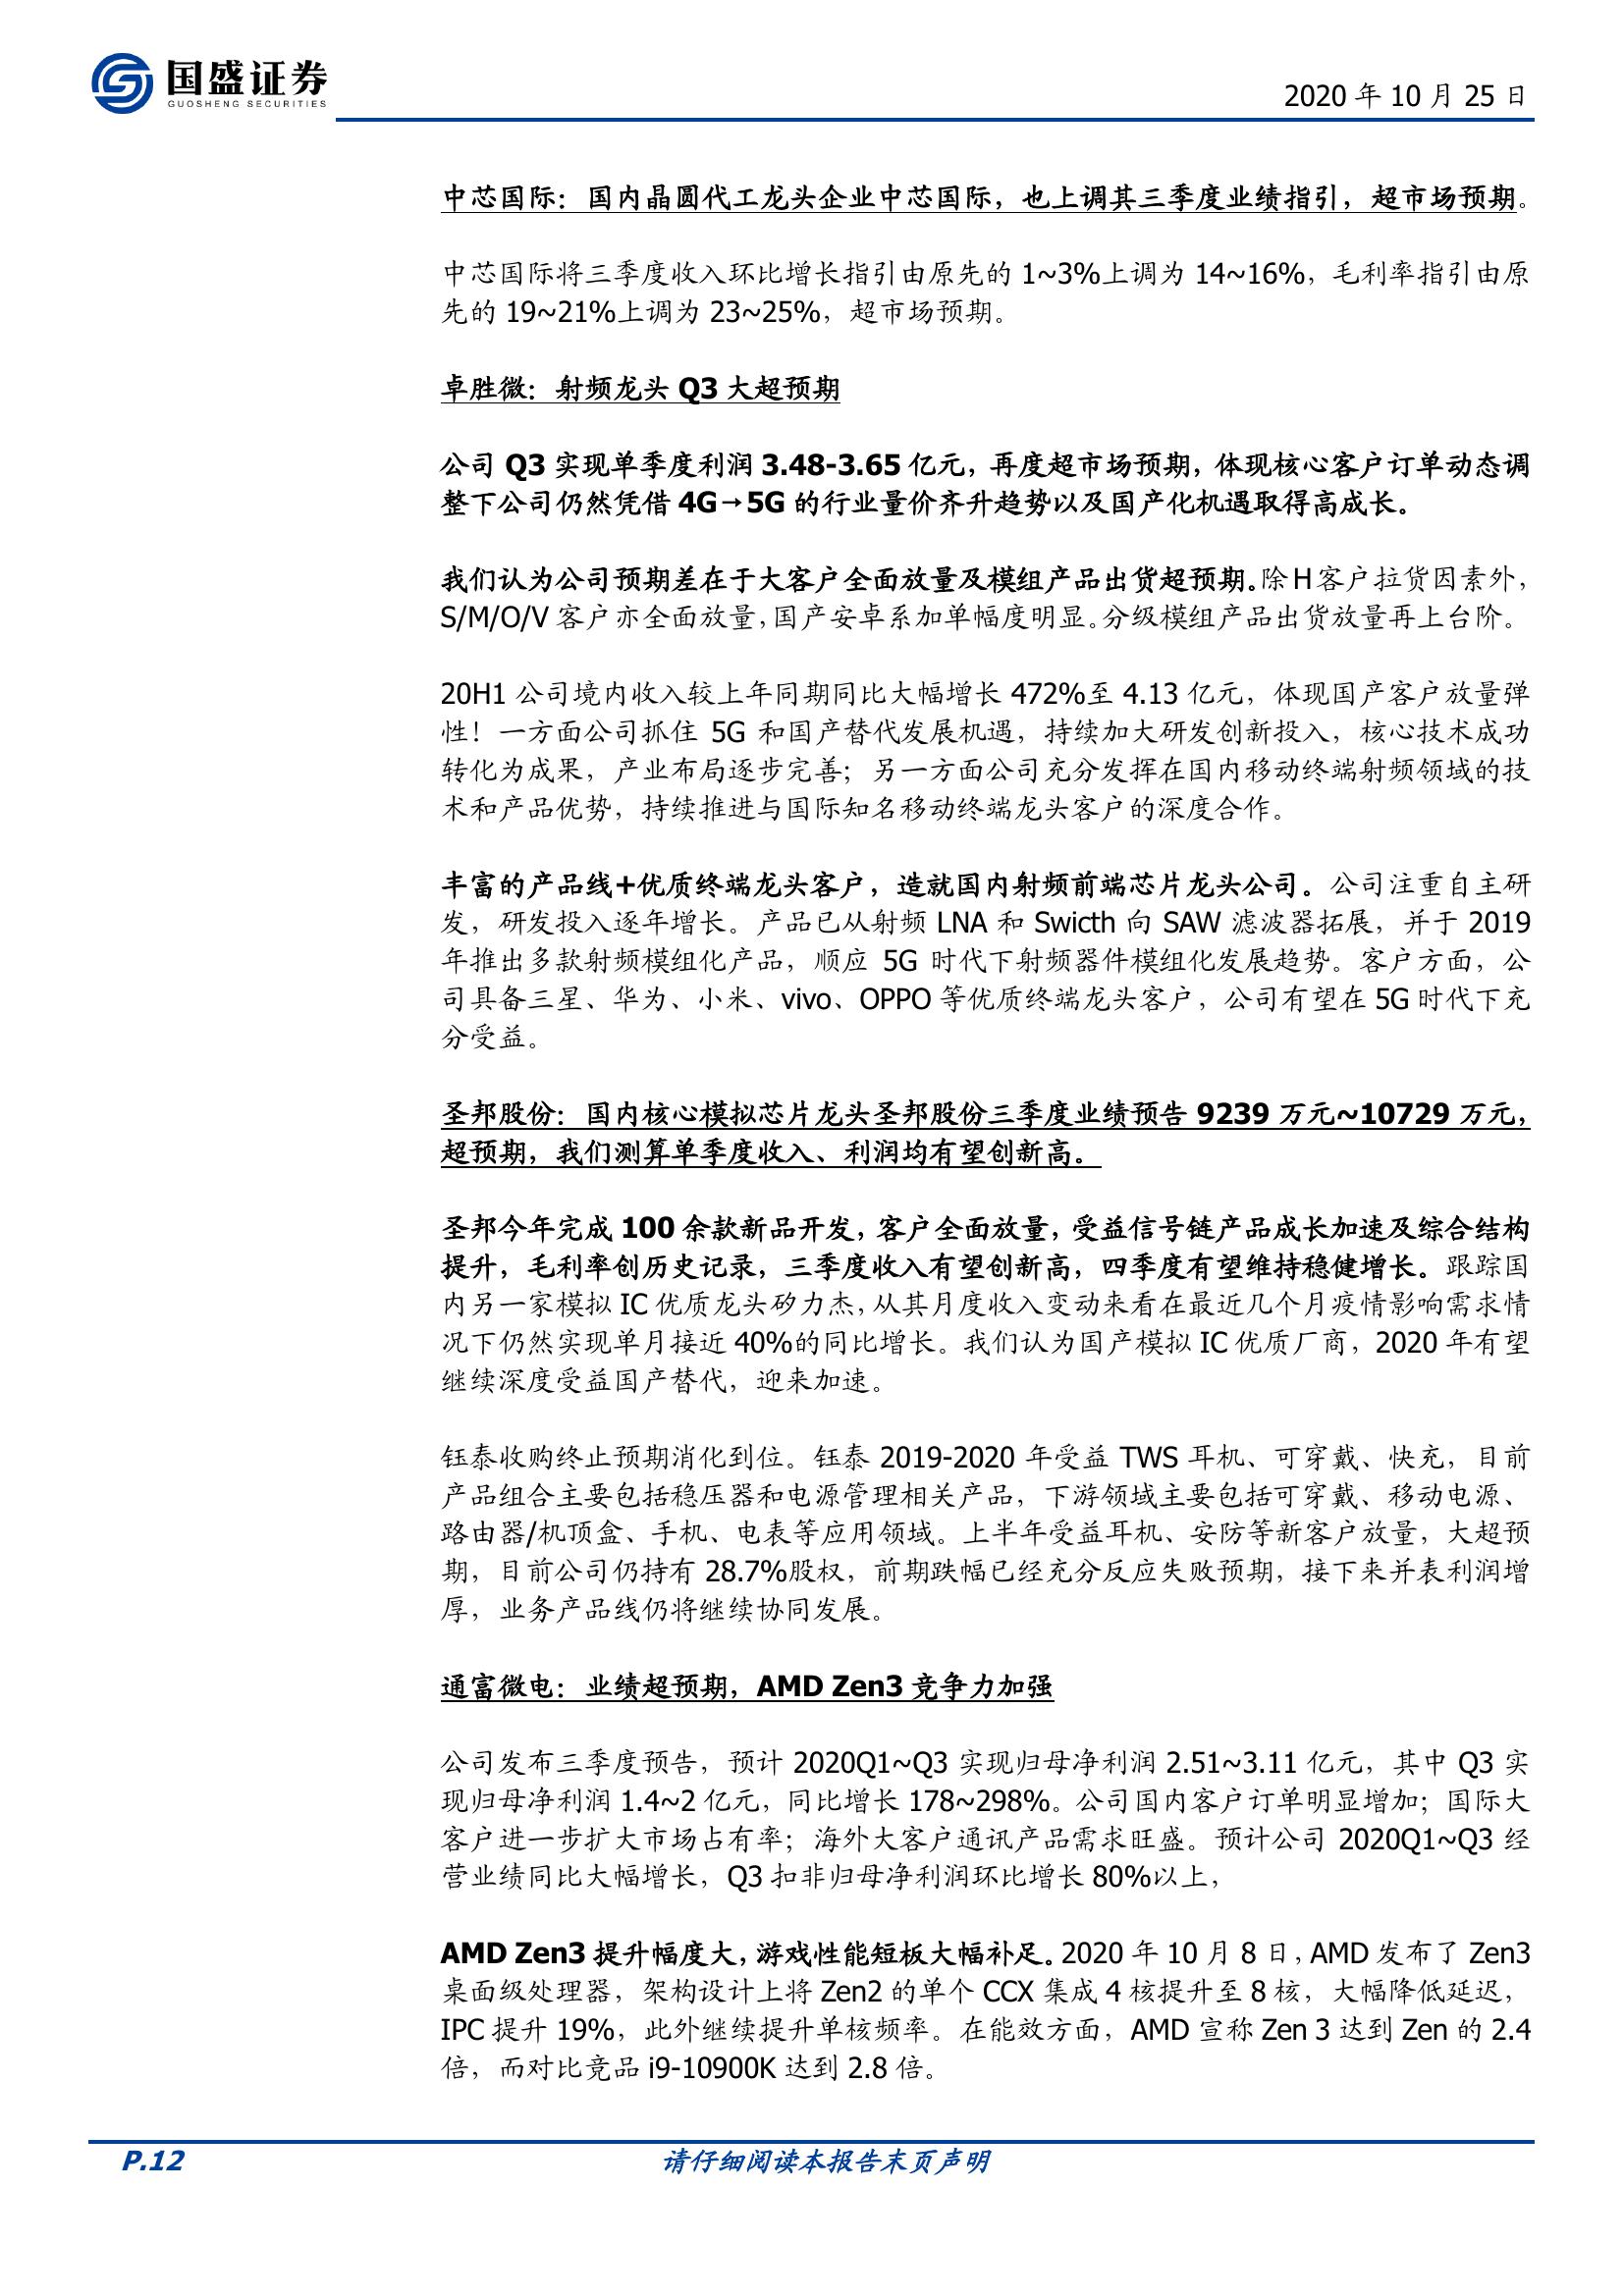 国盛证券
GUOSHENG SECURITIES
2020 年 10 月 25 日
中芯国际：国内晶圆代工龙头企业中芯国际，也上调其三季度业绩指引，超市场预期。
中芯国际将三季度收入环比增长指引由原先的 1~3%上调为 14~16%，毛利率指引由原
先的 19~21%上调为 23~25%，超市场预期。
卓胜微：射频龙头 Q3 大超预期
公司 Q3 实现单季度利润 3.48-3.65 亿元，再度超市场预期，体现核心客户订单动态调
整下公司仍然凭借 4G→5G 的行业量价齐升趋势以及国产化机遇取得高成长。
我们认为公司预期差在于大客户全面放量及模组产品出货超预期。除 H 客户拉货因素外，
S/M/O/V 客户亦全面放量，国产安卓系加单幅度明显。分级模组产品出货放量再上台阶。
20H1 公司境内收入较上年同期同比大幅增长 472%至 4.13 亿元，体现国产客户放量弹
性！一方面公司抓住 5G 和国产替代发展机遇，持续加大研发创新投入，核心技术成功
转化为成果，产业布局逐步完善；另一方面公司充分发挥在国内移动终端射频领域的技
术和产品优势，持续推进与国际知名移动终端龙头客户的深度合作。
丰富的产品线+优质终端龙头客户，造就国内射频前端芯片龙头公司。公司注重自主研
发，研发投入逐年增长。产品已从射频 LNA 和 Swicth 向 SAW 滤波器拓展，并于 2019
年推出多款射频模组化产品，顺应 5G 时代下射频器件模组化发展趋势。客户方面，公
司具备三星、华为、小米、vivo、OPPO 等优质终端龙头客户，公司有望在 5G 时代下充
分受益。
圣邦股份：国内核心模拟芯片龙头圣邦股份三季度业绩预告 9239 万元~10729 万元，
超预期，我们测算单季度收入、利润均有望创新高。
圣邦今年完成 100 余款新品开发，客户全面放量，受益信号链产品成长加速及综合结构
提升，毛利率创历史记录，三季度收入有望创新高，四季度有望维持稳健增长。跟踪国
内另一家模拟 IC 优质龙头矽力杰，从其月度收入变动来看在最近几个月疫情影响需求情
况下仍然实现单月接近 40%的同比增长。我们认为国产模拟 IC 优质厂商，2020 年有望
继续深度受益国产替代，迎来加速。
钰泰收购终止预期消化到位。钰泰 2019-2020 年受益 TWS 耳机、可穿戴、快充，目前
产品组合主要包括稳压器和电源管理相关产品，下游领域主要包括可穿戴、移动电源、
路由器/机顶盒、手机、电表等应用领域。上半年受益耳机、安防等新客户放量，大超预
期，目前公司仍持有 28.7%股权，前期跌幅已经充分反应失败预期，接下来并表利润增
厚，业务产品线仍将继续协同发展。
通富微电：业绩超预期，AMD Zen3 竞争力加强
公司发布三季度预告，预计 2020Q1~Q3 实现归母净利润 2.51~3.11 亿元，其中 Q3 实
现归母净利润 1.4~2 亿元，同比增长 178~298%。公司国内客户订单明显增加；国际大
客户进一步扩大市场占有率；海外大客户通讯产品需求旺盛。预计公司 2020Q1~Q3 经
营业绩同比大幅增长，Q3 扣非归母净利润环比增长 80%以上，
AMD Zen3 提升幅度大，游戏性能短板大幅补足。2020 年 10 月 8 日，AMD 发布了 Zen3
桌面级处理器，架构设计上将 Zen2 的单个 CCX 集成 4 核提升至 8 核，大幅降低延迟，
IPC 提升 19%，此外继续提升单核频率。在能效方面，AMD 宣称 Zen 3 达到 Zen 的 2.4
倍，而对比竞品 i9-10900K 达到 2.8 倍。
P.12
请仔细阅读本报告末页声明